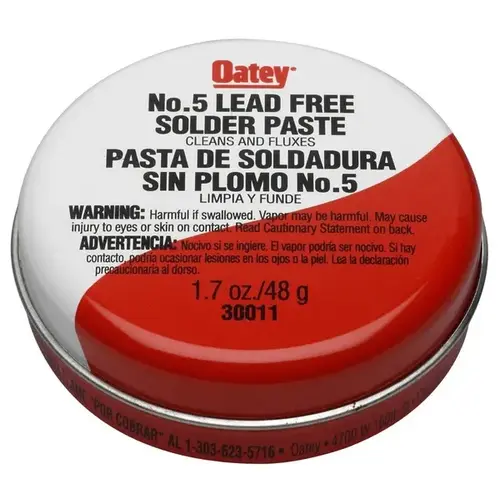 Oatey®
No.5 LEAD FREE
SOLDER PASTE
CLEANS AND FLUXES
PASTA DE SOLDADURA
SIN PLOMO No.5
LIMPIA Y FUNDE
WARNING: Harmful if swallowed. Vapor may be harmful. May cause
injury to eyes or skin on contact. Read Cautionary Statement on back.
ADVERTENCIA: Nocivo si se ingiere. El vapor podría ser nocivo. Si hay
contacto, podría ocasionar lesiones en los ojos o la piel. Lea la declaración
precaucionaria al dorso.
1.7 oz./48 g
30011
"POR COBRAR" AL 1-303-623-5716 • Oatey • 4700 W.